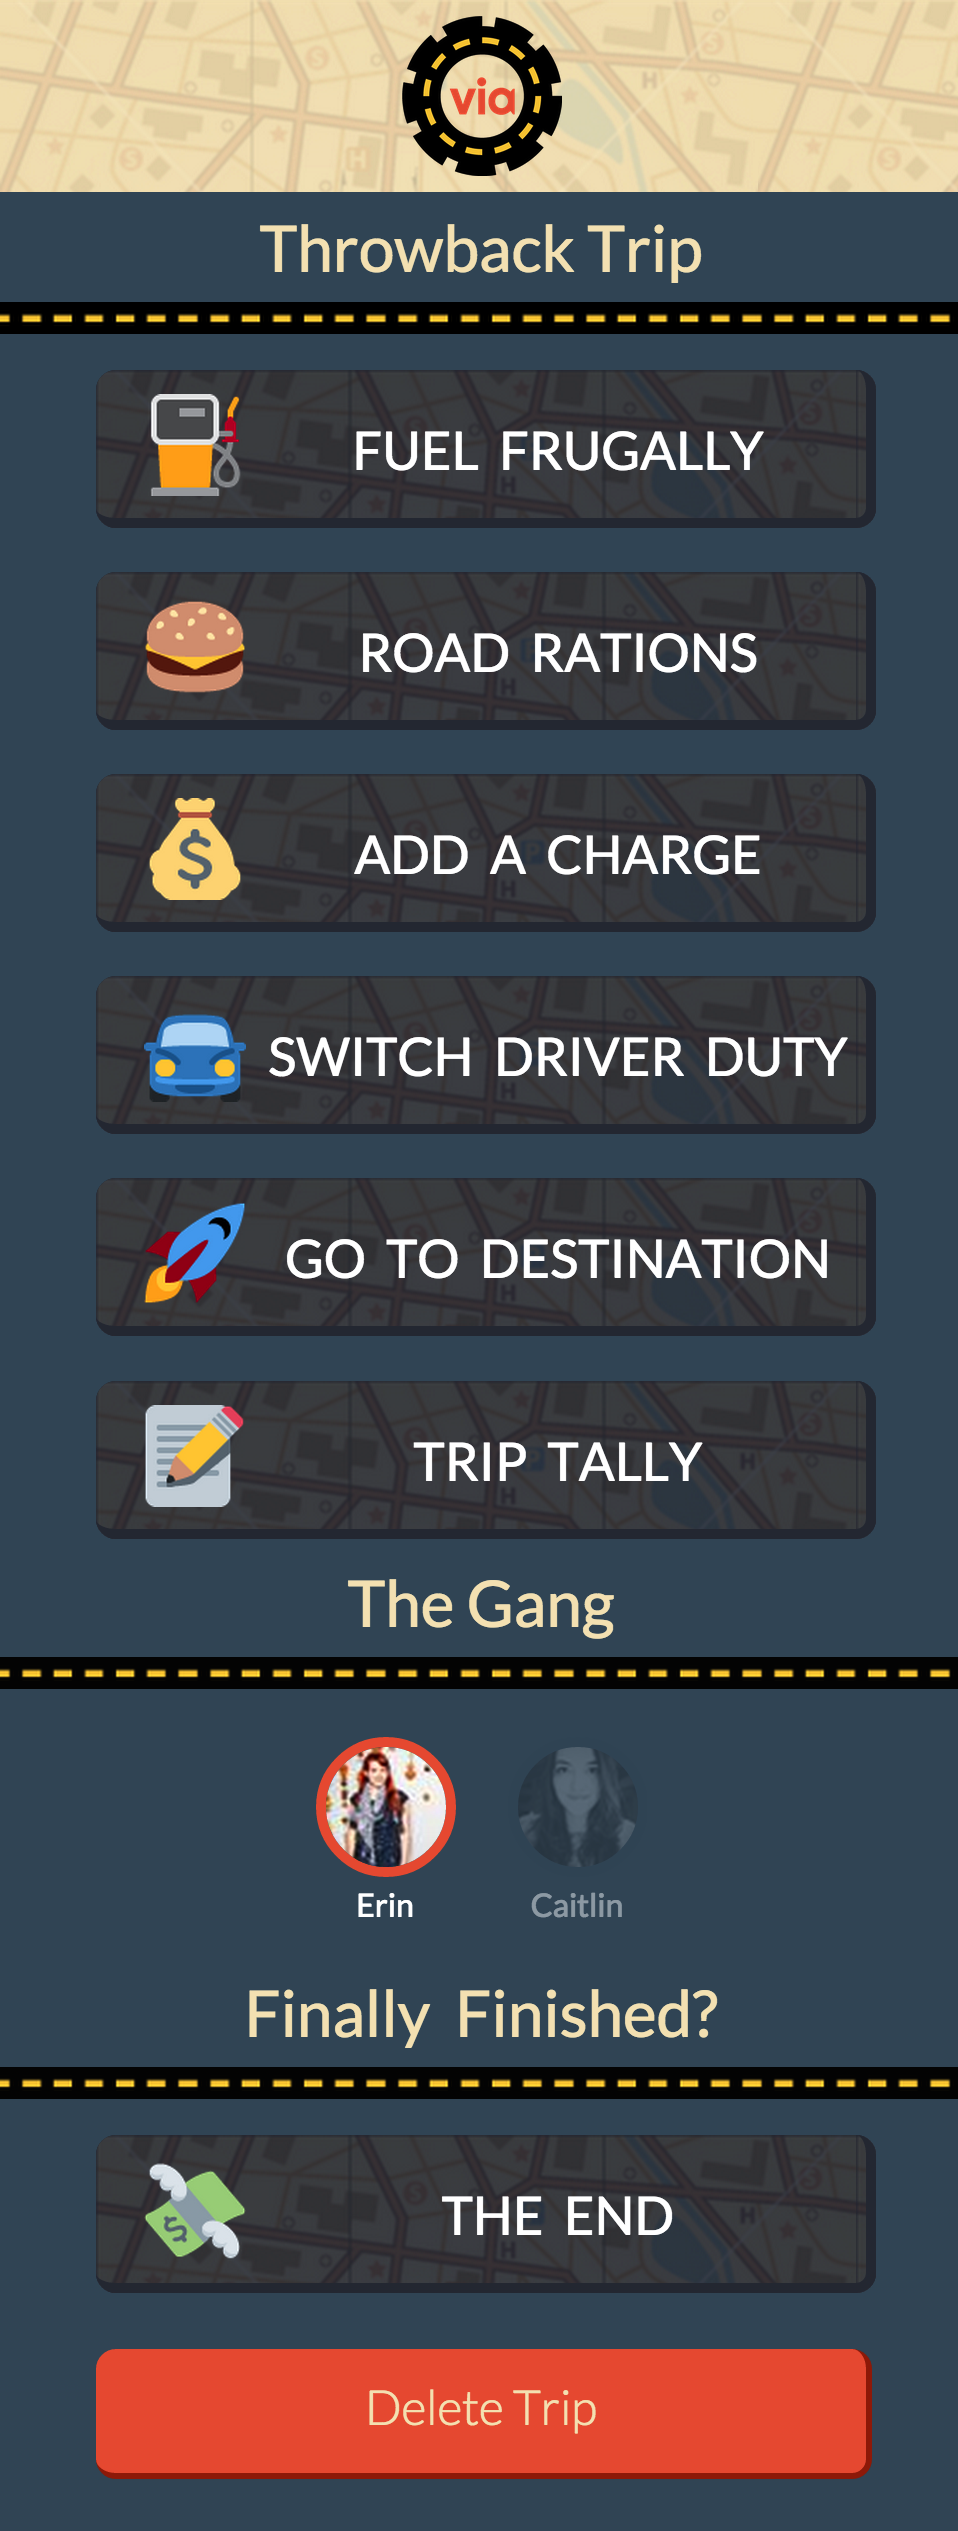 via
Throwback Trip
FUEL FRUGALLY
ROAD RATIONS
ADD A CHARGE
SWITCH DRIVER DUTY
GO TO DESTINATION
TRIP TALLY
The Gang
Erin
Caitlin
Finally Finished?
THE END
Delete Trip